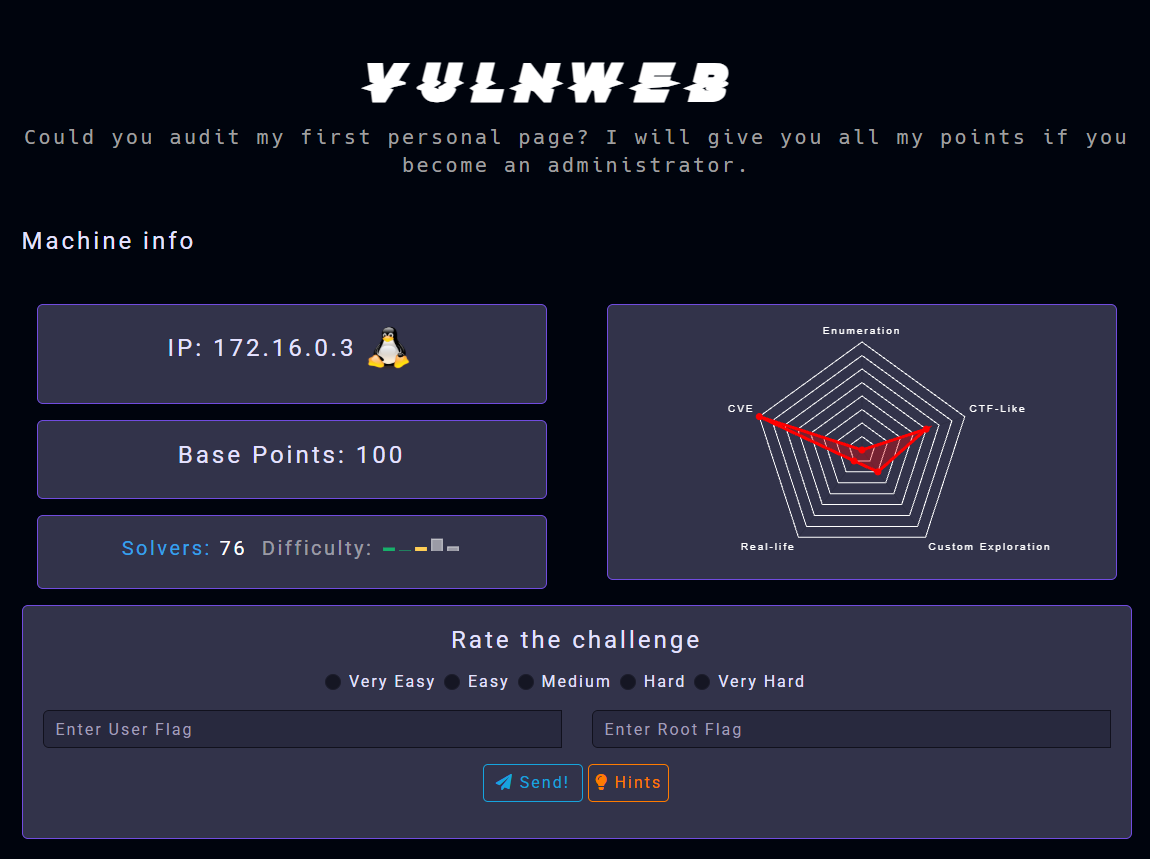 VULNWEB
Could you audit my first personal page? I will give you all my points if you
become an administrator.
Machine info
IP: 172.16.0.3
Base Points: 100
Solvers: 76 Difficulty:
Enumeration
CVE
CTF-Like
Real-life
Custom Exploration
Rate the challenge
Very Easy Easy Medium Hard Very Hard
Enter User Flag
Enter Root Flag
Send!
Hints